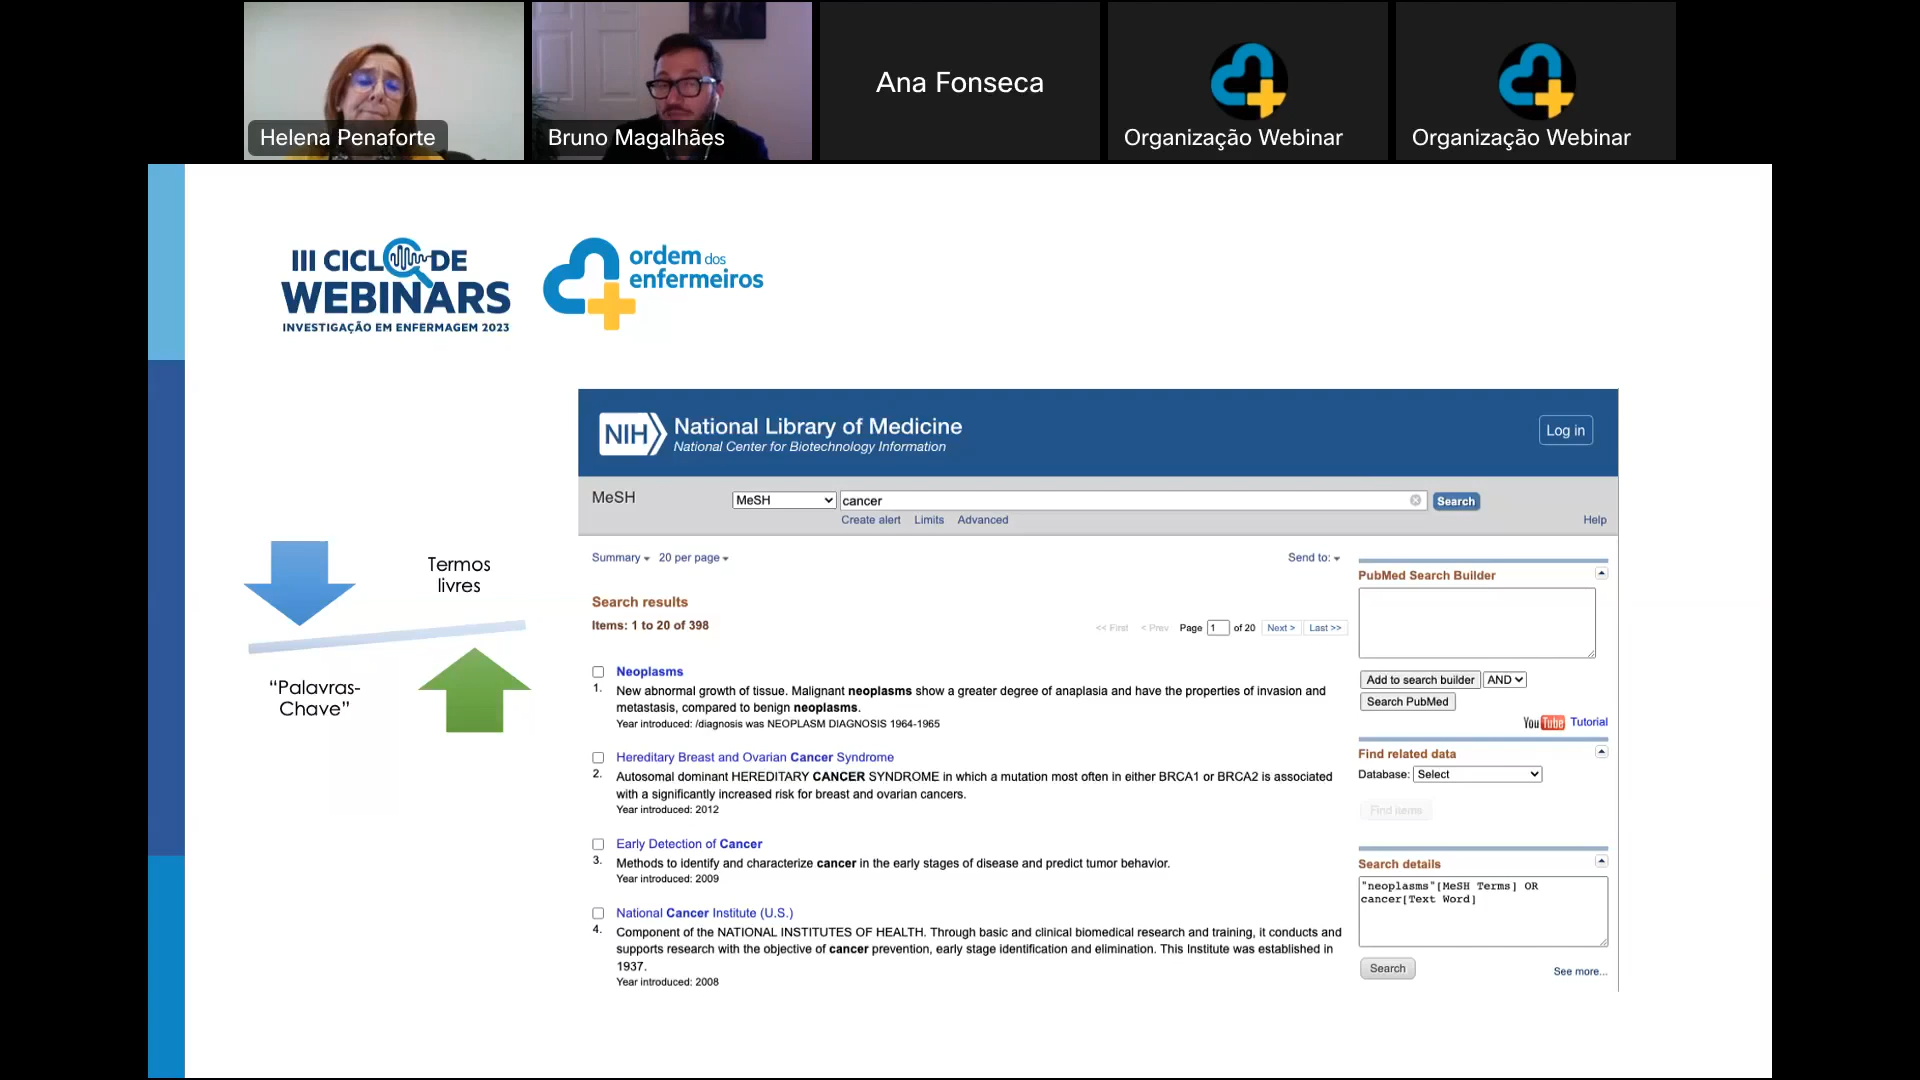 Helena Penaforte
Bruno Magalhães
Ana Fonseca
Organização Webinar
Organização Webinar
III CICLO DE
WEBINARS
INVESTIGAÇÃO EM ENFERMAGEM 2023
ordem dos
enfermeiros
Termos
livres
“Palavras-
Chave”
NIH
National Library of Medicine
National Center for Biotechnology Information
Log in
MeSH
MeSH
cancer
Search
Create alert Limits Advanced
Help
Summary 20 per page
Send to:
Search results
Items: 1 to 20 of 398
<< First < Prev Page 1 of 20 Next > Last >>
Neoplasms
1. New abnormal growth of tissue. Malignant neoplasms show a greater degree of anaplasia and have the properties of invasion and
metastasis, compared to benign neoplasms.
Year introduced: /diagnosis was NEOPLASM DIAGNOSIS 1964-1965
Hereditary Breast and Ovarian Cancer Syndrome
2. Autosomal dominant HEREDITARY CANCER SYNDROME in which a mutation most often in either BRCA1 or BRCA2 is associated
with a significantly increased risk for breast and ovarian cancers.
Year introduced: 2012
Early Detection of Cancer
3. Methods to identify and characterize cancer in the early stages of disease and predict tumor behavior.
Year introduced: 2009
National Cancer Institute (U.S.)
4. Component of the NATIONAL INSTITUTES OF HEALTH. Through basic and clinical biomedical research and training, it conducts and
supports research with the objective of cancer prevention, early stage identification and elimination. This Institute was established in
1937.
Year introduced: 2008
PubMed Search Builder
Add to search builder AND
Search PubMed
YouTube Tutorial
Find related data
Database: Select
Find items
Search details
"neoplasms"[MeSH Terms] OR
cancer[Text Word]
Search
See more...